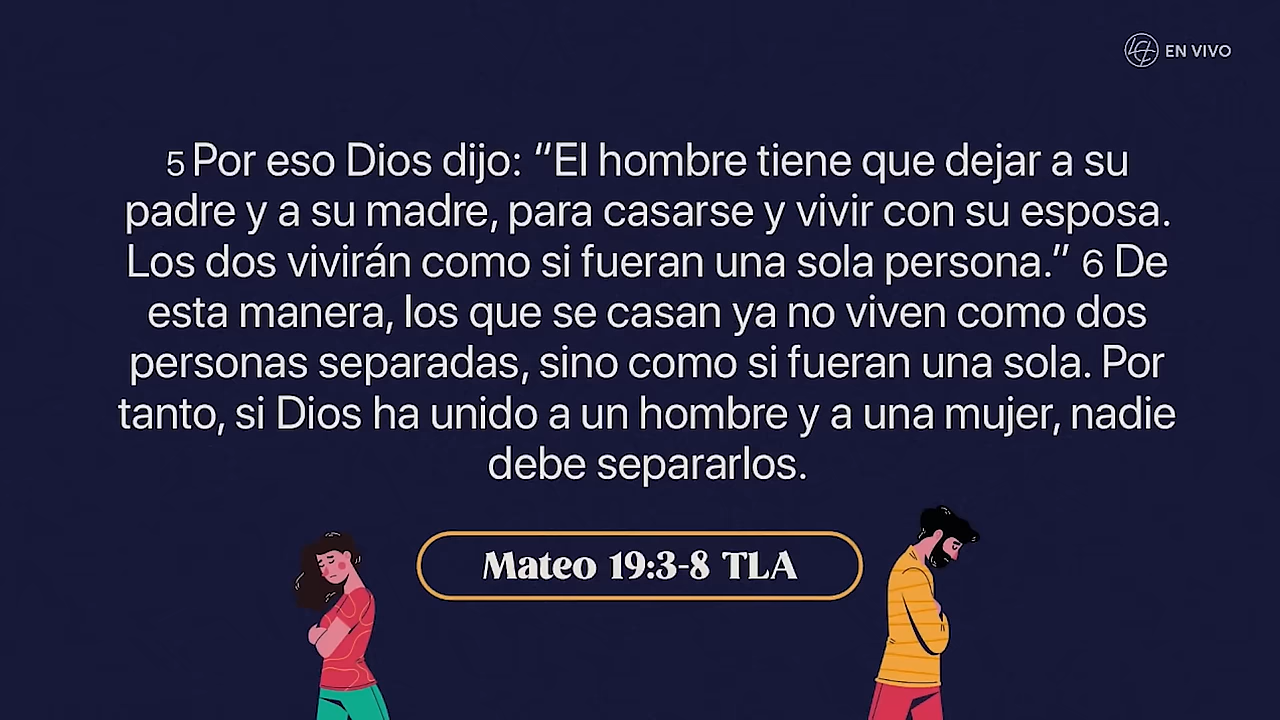 EN VIVO
5 Por eso Dios dijo: “El hombre tiene que dejar a su
padre y a su madre, para casarse y vivir con su esposa.
Los dos vivirán como si fueran una sola persona.” 6 De
esta manera, los que se casan ya no viven como dos
personas separadas, sino como si fueran una sola. Por
tanto, si Dios ha unido a un hombre y a una mujer, nadie
debe separarlos.
Mateo 19:3-8 TLA